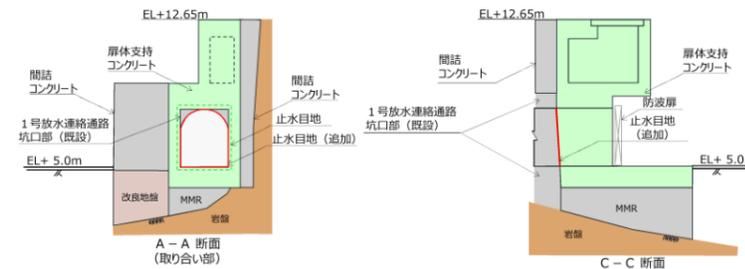 EL+12.65m
扉体支持
コンクリート
間詰
コンクリート
間詰
コンクリート
1号放水連絡通路
坑口部（既設）
止水目地
止水目地（追加）
EL+ 5.0m
改良地盤
MMR
岩盤
A－A 断面
（取り合い部）
EL+12.65m
間詰
コンクリート
扉体支持
コンクリート
防波扉
1号放水連絡通路
坑口部（既設）
止水目地
（追加）
EL+ 5.0
MMR
岩盤
C－C 断面